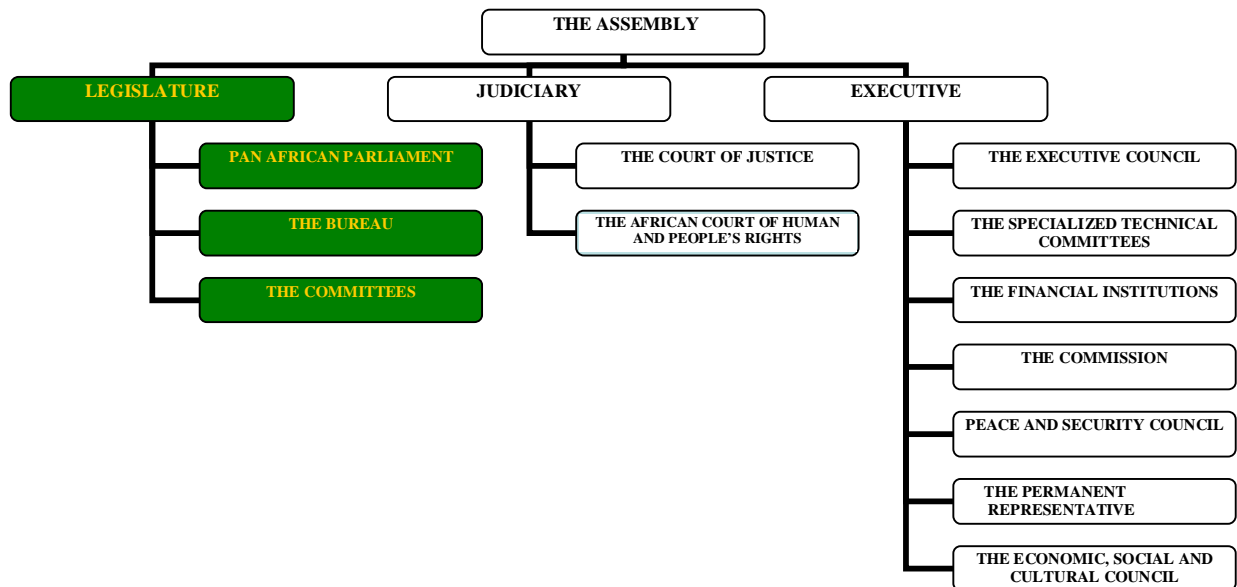 THE ASSEMBLY
LEGISLATURE
JUDICIARY
EXECUTIVE
PAN AFRICAN PARLIAMENT
THE BUREAU
THE COMMITTEES
THE COURT OF JUSTICE
THE AFRICAN COURT OF HUMAN
AND PEOPLE'S RIGHTS
THE EXECUTIVE COUNCIL
THE SPECIALIZED TECHNICAL
COMMITTEES
THE FINANCIAL INSTITUTIONS
THE COMMISSION
PEACE AND SECURITY COUNCIL
THE PERMANENT
REPRESENTATIVE
THE ECONOMIC, SOCIAL AND
CULTURAL COUNCIL